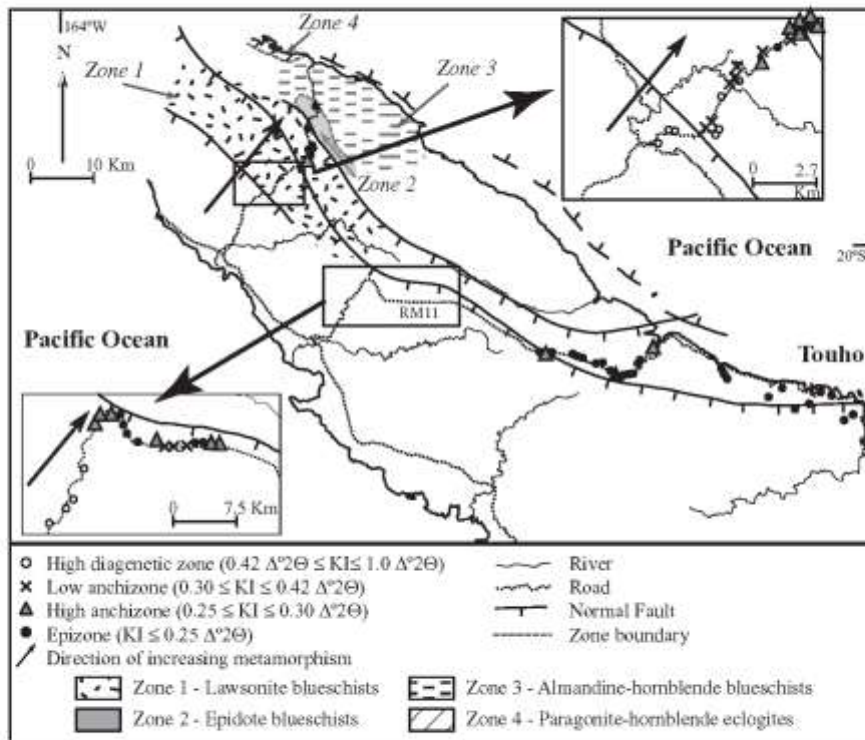 164°W
N
0 10 Km
Zone 1
Zone 4
Zone 3
Zone 2
0 2.7
Km
Pacific Ocean
20°S
RM11
Pacific Ocean
Touho
0 7.5 Km
High diagenetic zone (0.42 Δ°2Θ ≤ KI≤ 1.0 Δ°2Θ)
Low anchizone (0.30 ≤ KI ≤ 0.42 Δ°2Θ)
High anchizone (0.25 ≤ KI ≤ 0.30 Δ°2Θ)
Epizone (KI ≤ 0.25 Δ°2Θ)
Direction of increasing metamorphism
River
Road
Normal Fault
Zone boundary
Zone 1 - Lawsonite blueschists
Zone 2 - Epidote blueschists
Zone 3 - Almandine-hornblende blueschists
Zone 4 - Paragonite-hornblende eclogites